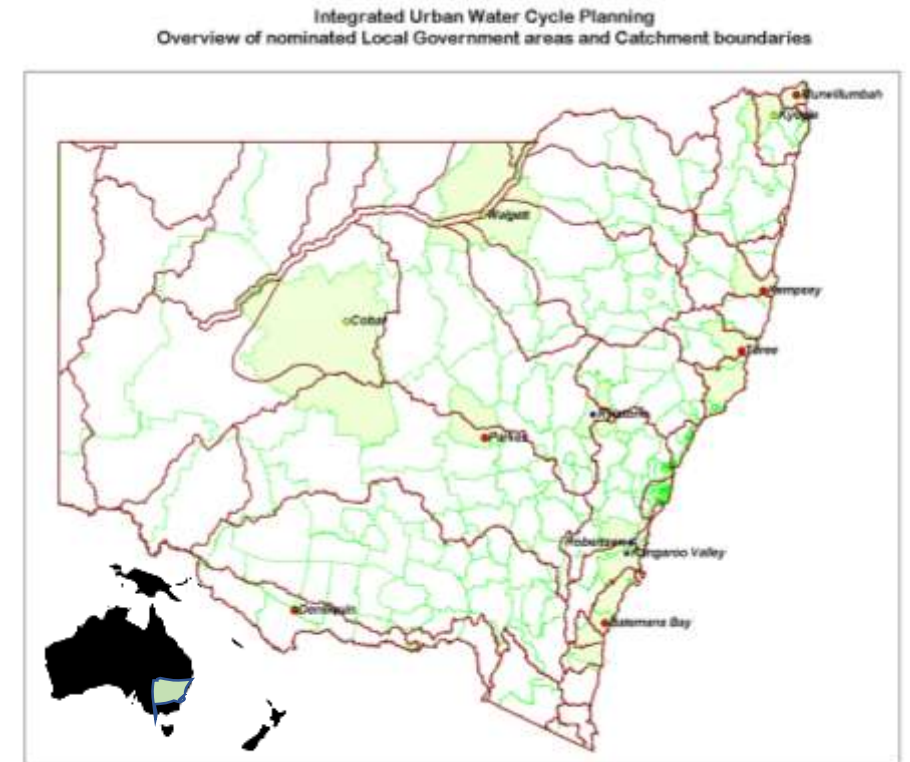 Integrated Urban Water Cycle Planning
Overview of nominated Local Government areas and Catchment boundaries
Murwillumbah
Kyogle
Walgett
Kempsey
Cobar
Taree
Rylstone
Parkes
Robertson
Kangaroo Valley
Deniliquin
Batemans Bay